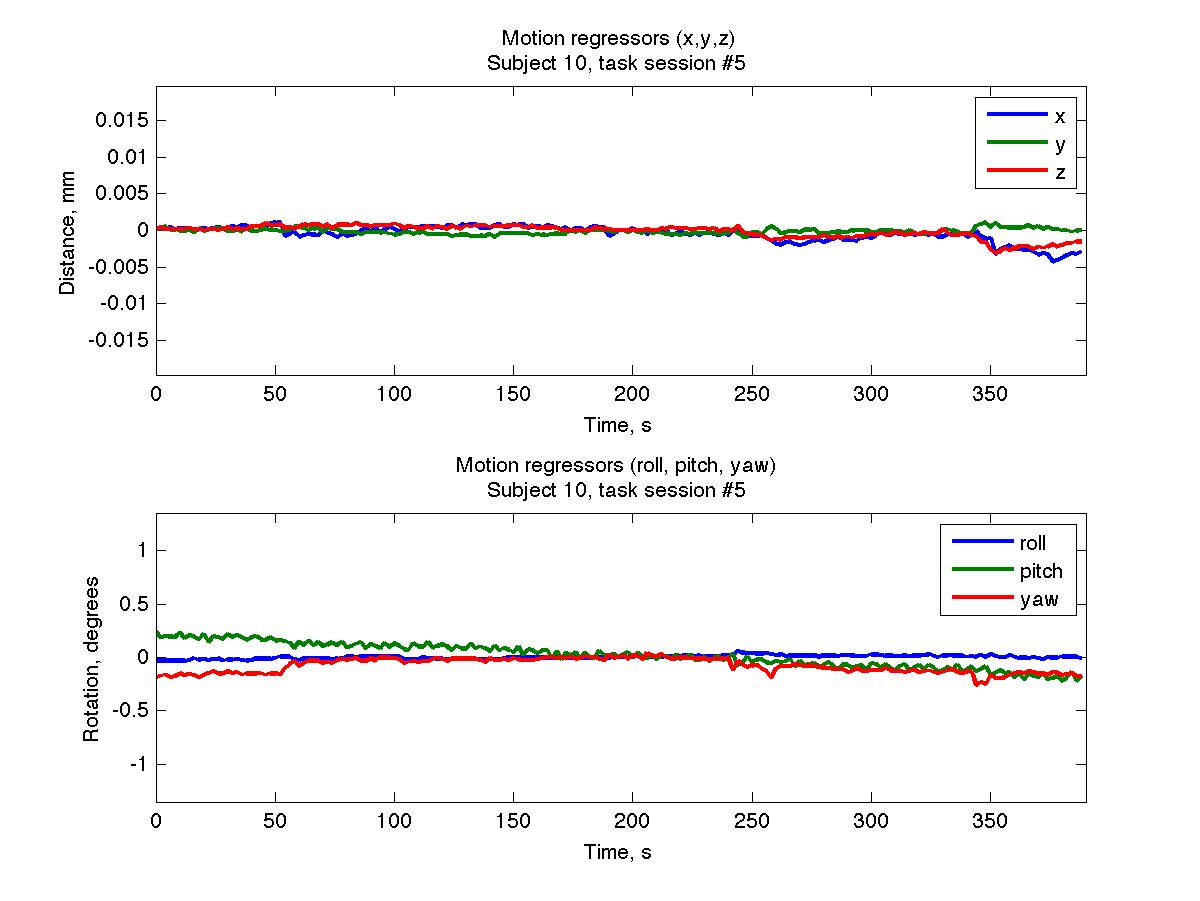 Motion regressors (x,y,z)
Subject 10, task session #5
0.015
0.01
0.005
0
-0.005
-0.01
-0.015
Distance, mm
x
y
z
0 50 100 150 200 250 300 350
Time, s
Motion regressors (roll, pitch, yaw)
Subject 10, task session #5
1
0.5
0
-0.5
-1
Rotation, degrees
roll
pitch
yaw
0 50 100 150 200 250 300 350
Time, s